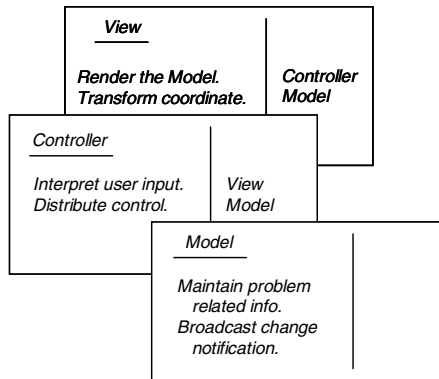 View
Render the Model.
Transform coordinate.
Controller
Model
Controller
Interpret user input.
Distribute control.
View
Model
Model
Maintain problem
related info.
Broadcast change
notification.